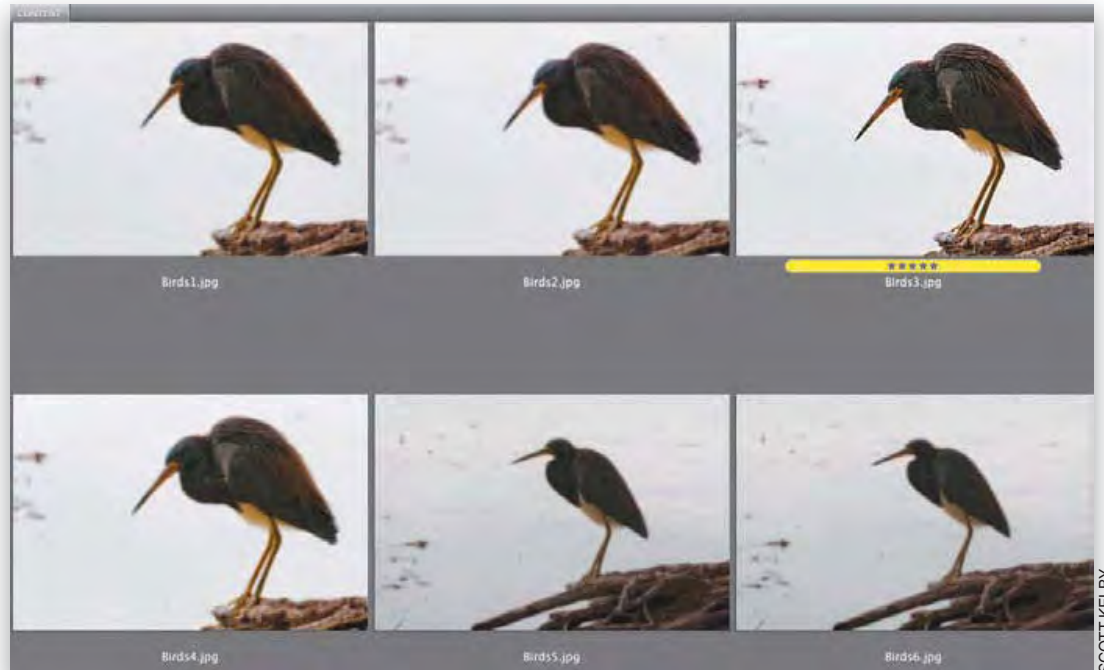 CONTENT
★★★★★
Birds1.jpg
Birds2.jpg
Birds3.jpg
Birds4.jpg
Birds5.jpg
Birds6.jpg
SCOTT KELBY